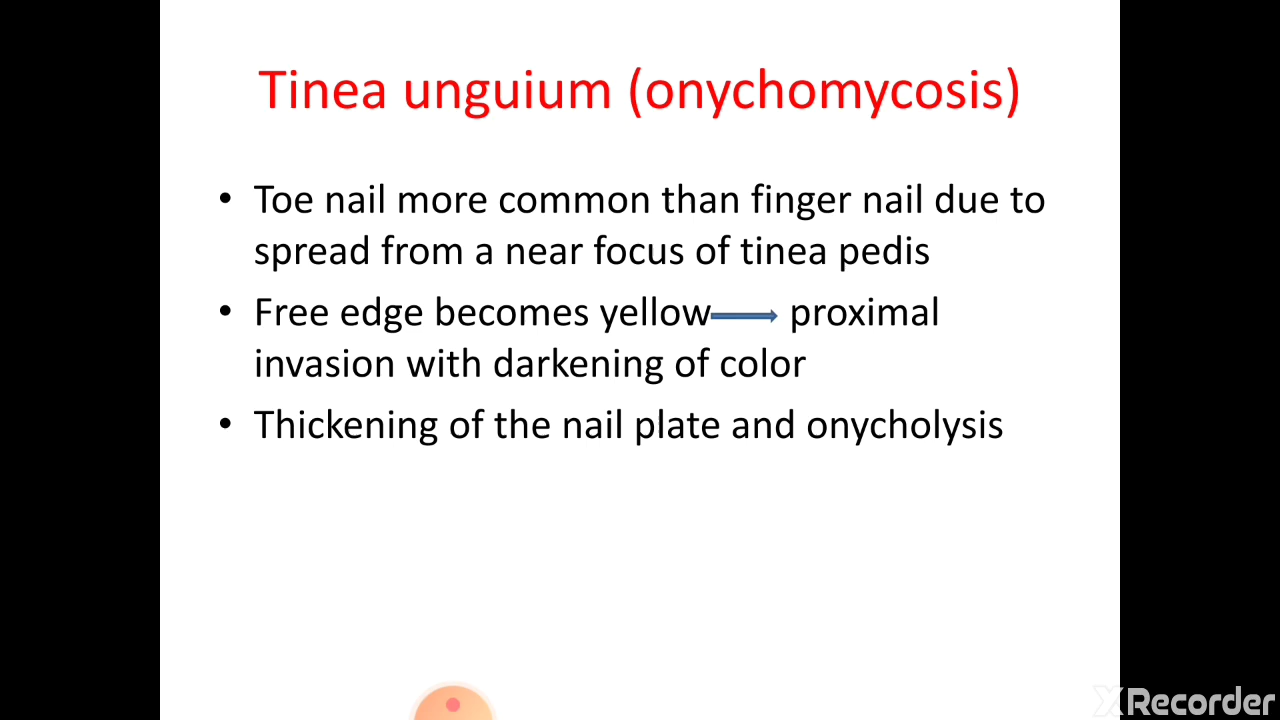 Tinea unguium (onychomycosis)
• Toe nail more common than finger nail due to
spread from a near focus of tinea pedis
• Free edge becomes yellow proximal
invasion with darkening of color
• Thickening of the nail plate and onycholysis
XRecorder